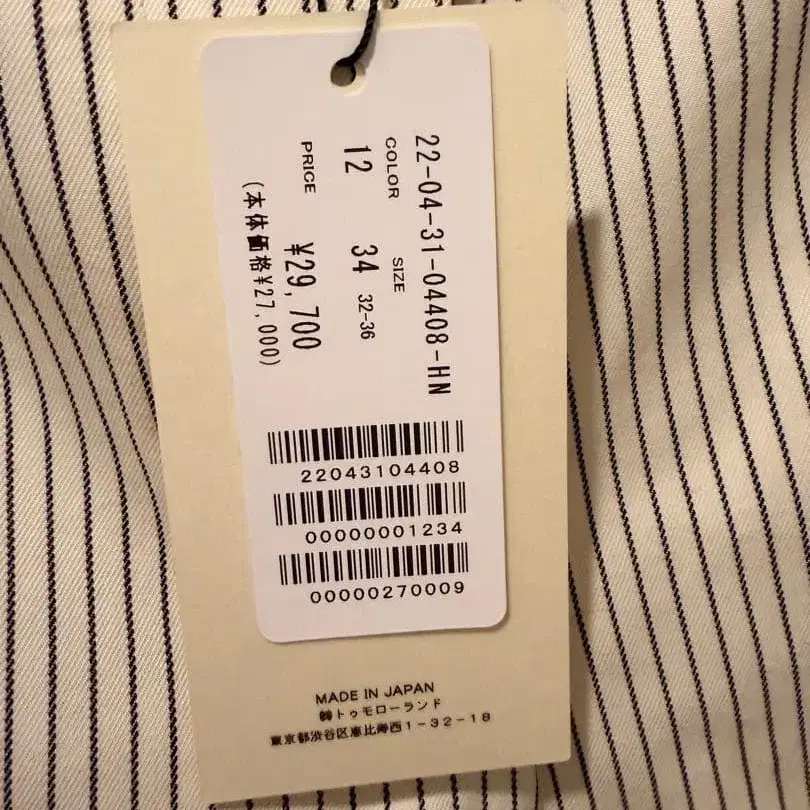 22-04-31-04408-HN
COLOR SIZE
12 34 32-36
PRICE ¥29,700
(本体価格¥27,000)
22043104408
00000001234
00000270009
MADE IN JAPAN
㈱トゥモローランド
東京都渋谷区恵比寿西1-32-18